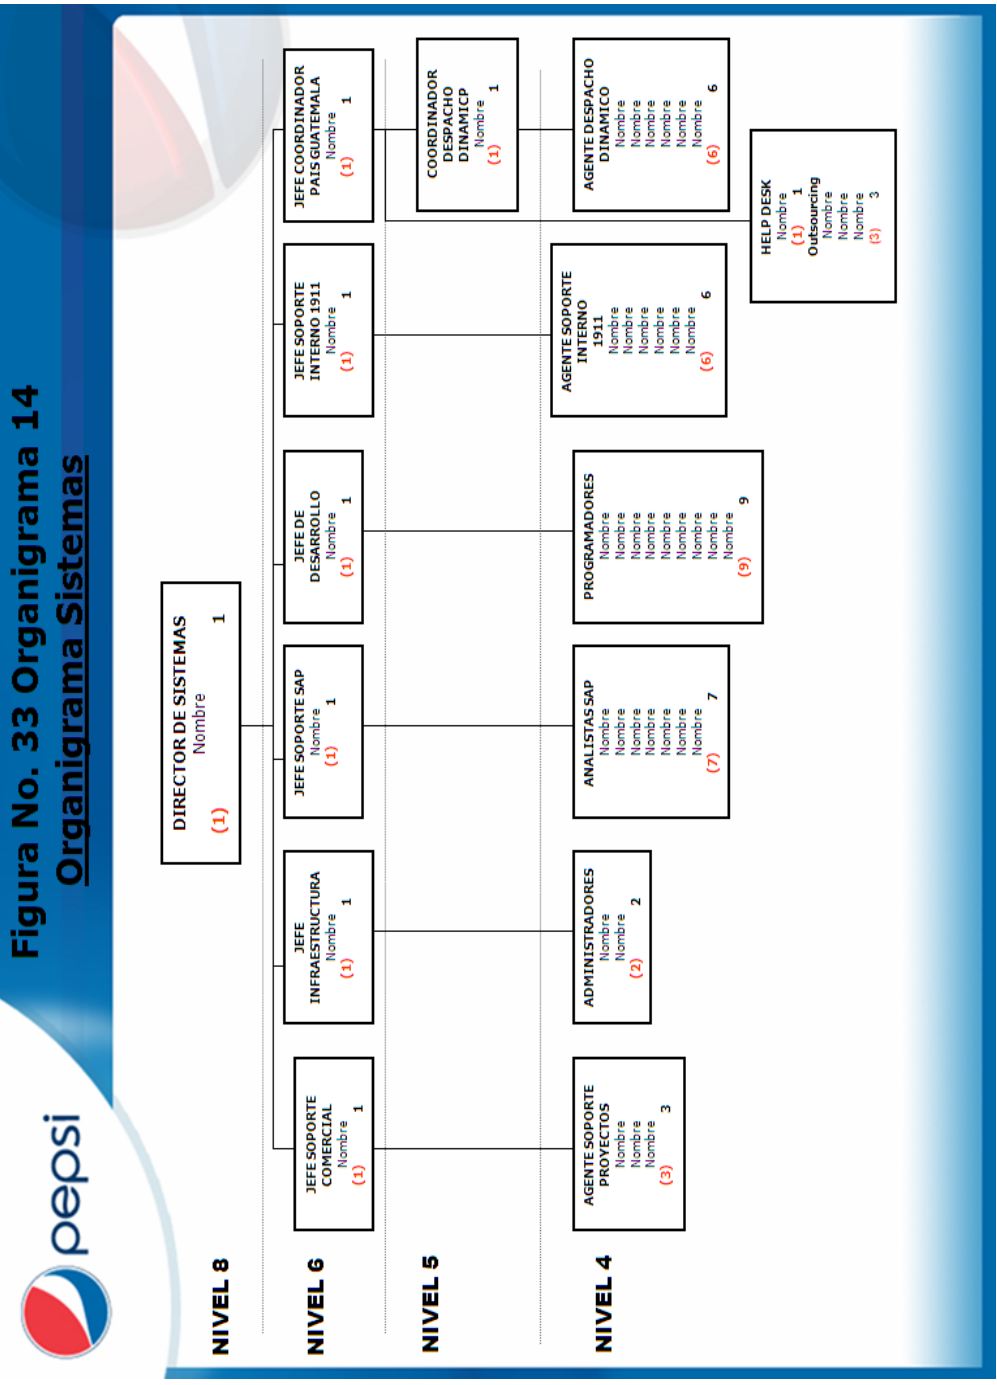 Figura No. 33 Organigrama 14
Organigrama Sistemas
pepsi
NIVEL 8
DIRECTOR DE SISTEMAS
Nombre
(1) 1
NIVEL 6
JEFE SOPORTE
COMERCIAL
Nombre
(1) 1
JEFE
INFRAESTRUCTURA
Nombre
(1) 1
JEFE SOPORTE SAP
Nombre
(1) 1
JEFE DE
DESARROLLO
Nombre
(1) 1
JEFE SOPORTE
INTERNO 1911
Nombre
(1) 1
JEFE COORDINADOR
PAIS GUATEMALA
Nombre
(1) 1
NIVEL 5
COORDINADOR
DESPACHO
DINAMICP
Nombre
(1) 1
NIVEL 4
AGENTE SOPORTE
PROYECTOS
Nombre
Nombre
Nombre
(3) 3
ADMINISTRADORES
Nombre
Nombre
(2) 2
ANALISTAS SAP
Nombre
Nombre
Nombre
Nombre
Nombre
Nombre
Nombre
(7) 7
PROGRAMADORES
Nombre
Nombre
Nombre
Nombre
Nombre
Nombre
Nombre
Nombre
Nombre
(9) 9
AGENTE SOPORTE
INTERNO
1911
Nombre
Nombre
Nombre
Nombre
Nombre
Nombre
(6) 6
AGENTE DESPACHO
DINAMICO
Nombre
Nombre
Nombre
Nombre
Nombre
Nombre
(6) 6
HELP DESK
Nombre
(1) 1
Outsourcing
Nombre
Nombre
Nombre
(3) 3